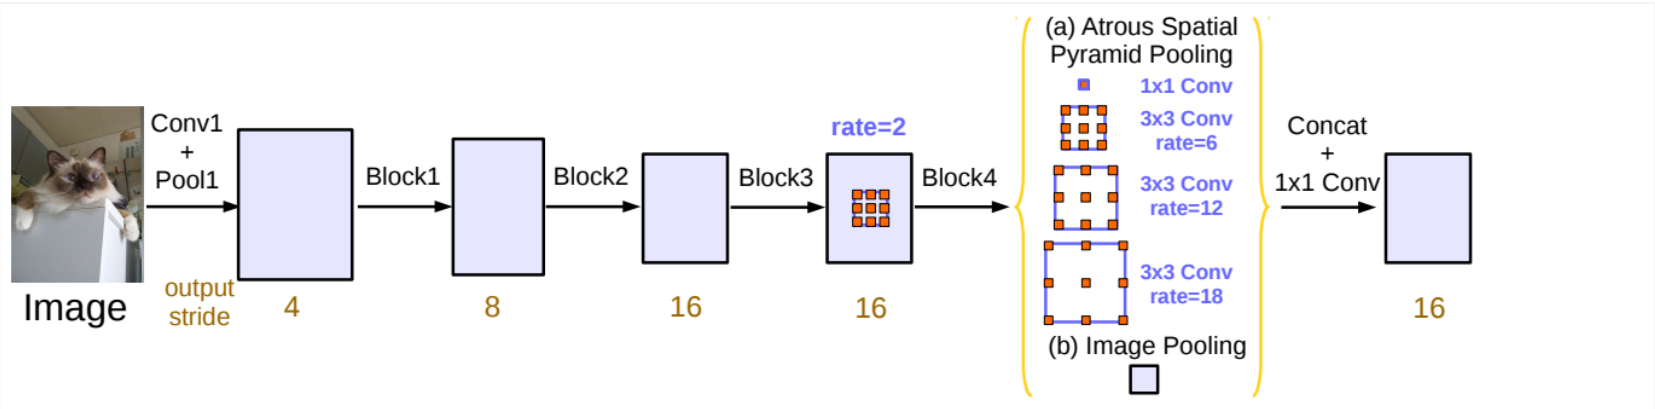 Image
Conv1
+
Pool1
output
stride
4
Block1
8
Block2
16
Block3
rate=2
16
Block4
(a) Atrous Spatial
Pyramid Pooling
1x1 Conv
3x3 Conv
rate=6
3x3 Conv
rate=12
3x3 Conv
rate=18
(b) Image Pooling
Concat
+
1x1 Conv
16